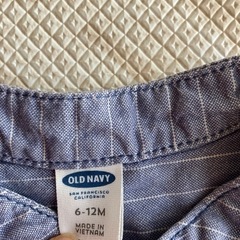 OLD NAVY
SAN FRANCISCO
CALIFORNIA
6-12M
MADE IN
VIETNAM